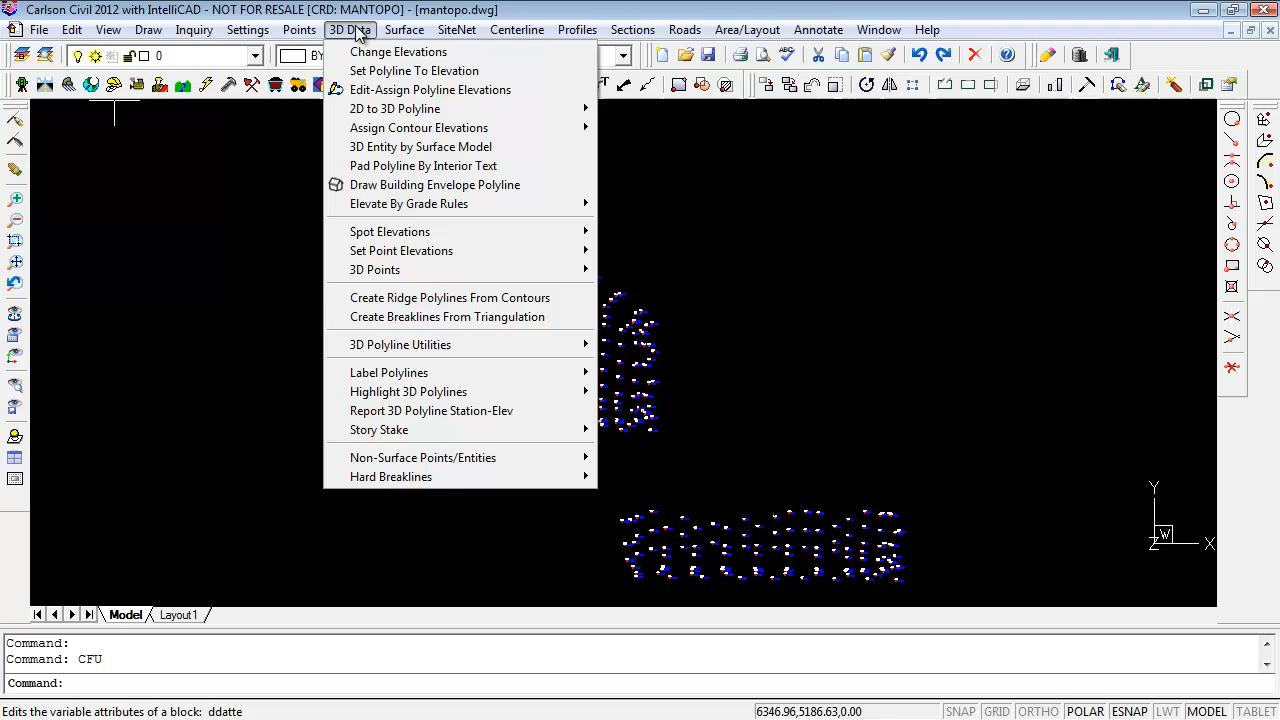 Carlson Civil 2012 with IntelliCAD - NOT FOR RESALE [CRD: MANTOPO] - [mantopo.dwg]
File Edit View Draw Inquiry Settings Points 3D Data Surface SiteNet Centerline Profiles Sections Roads Area/Layout Annotate Window Help
0 BY
Change Elevations
Set Polyline To Elevation
Edit-Assign Polyline Elevations
2D to 3D Polyline
Assign Contour Elevations
3D Entity by Surface Model
Pad Polyline By Interior Text
Draw Building Envelope Polyline
Elevate By Grade Rules
Spot Elevations
Set Point Elevations
3D Points
Create Ridge Polylines From Contours
Create Breaklines From Triangulation
3D Polyline Utilities
Label Polylines
Highlight 3D Polylines
Report 3D Polyline Station-Elev
Story Stake
Non-Surface Points/Entities
Hard Breaklines
Y
W
Z X
Model Layout1
Command:
Command: CFU
Command:
Edits the variable attributes of a block: ddatte 6346.96,5186.63,0.00 SNAP GRID ORTHO POLAR ESNAP LWT MODEL TABLET